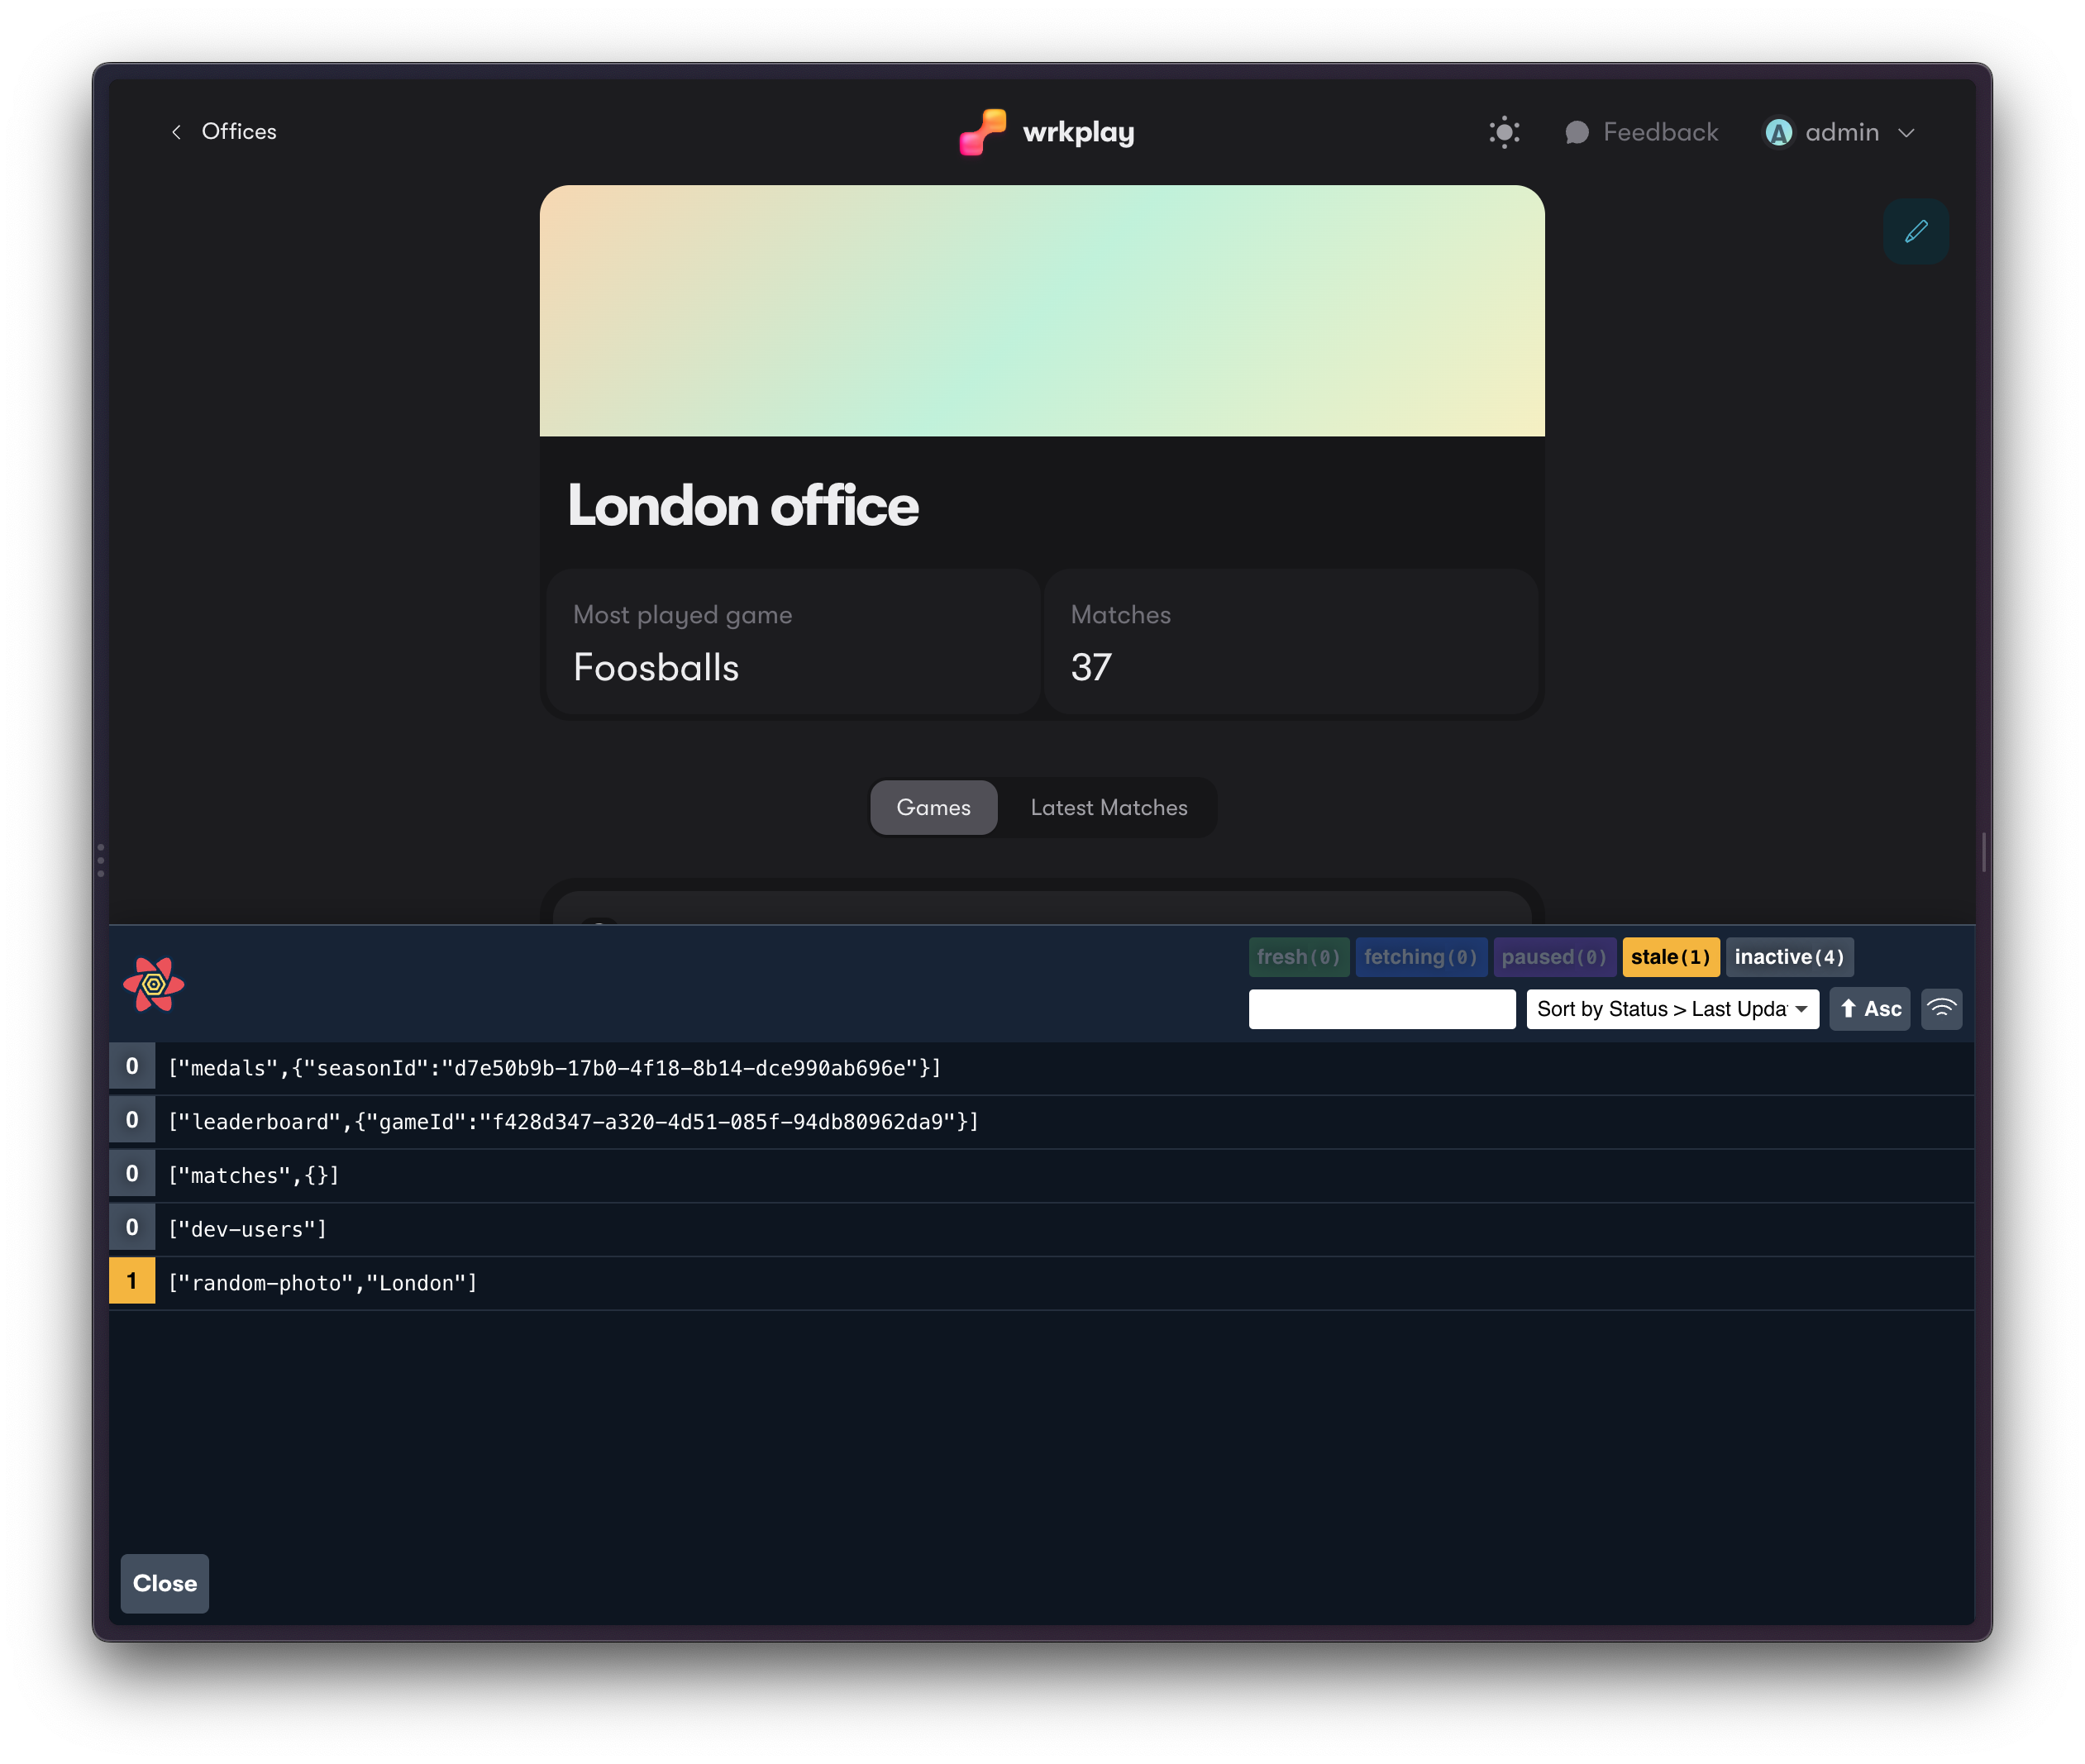 Offices
wrkplay
Feedback
A
admin
London office
Most played game
Foosballs
Matches
37
Games
Latest Matches
fresh(0)
fetching(0)
paused(0)
stale(1)
inactive(4)
Sort by Status > Last Upda
Asc
0 ["medals",{"seasonId":"d7e50b9b-17b0-4f18-8b14-dce990ab696e"}]
0 ["leaderboard",{"gameId":"f428d347-a320-4d51-085f-94db80962da9"}]
0 ["matches",{}]
0 ["dev-users"]
1 ["random-photo","London"]
Close